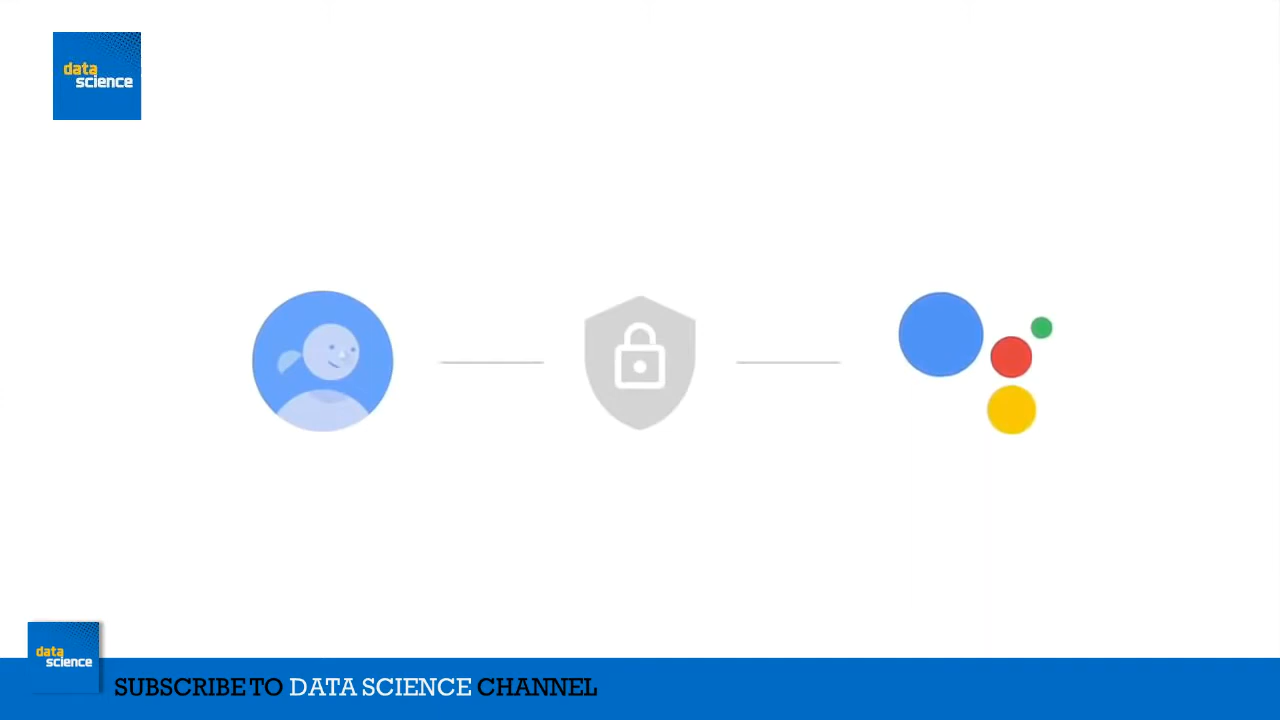 data
science
data
science
SUBSCRIBE TO DATA SCIENCE CHANNEL